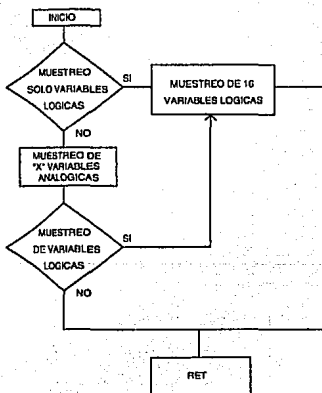 INICIO
MUESTREO
SOLO VARIABLES
LOGICAS
SI
MUESTREO DE 16
VARIABLES LOGICAS
NO
MUESTREO DE
"X" VARIABLES
ANALOGICAS
MUESTREO
DE VARIABLES
LOGICAS
SI
NO
RET